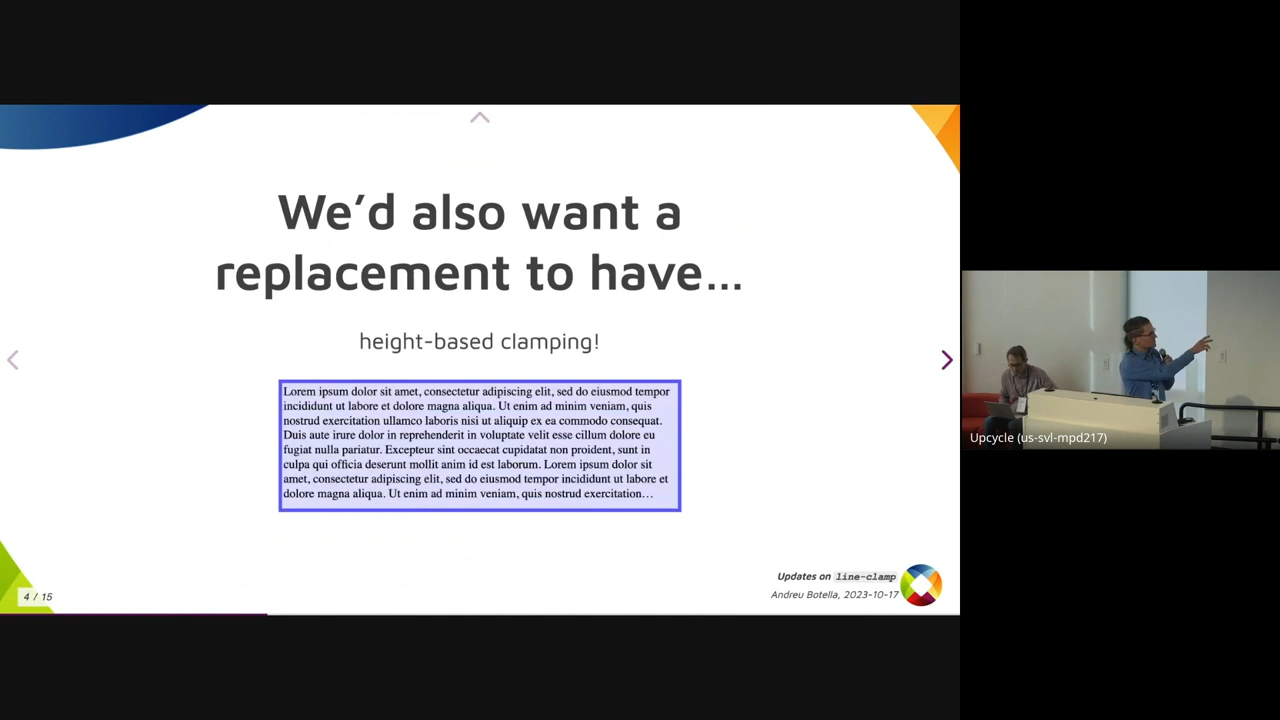 We’d also want a
replacement to have…
height-based clamping!
Lorem ipsum dolor sit amet, consectetur adipiscing elit, sed do eiusmod tempor
incididunt ut labore et dolore magna aliqua. Ut enim ad minim veniam, quis
nostrud exercitation ullamco laboris nisi ut aliquip ex ea commodo consequat.
Duis aute irure dolor in reprehenderit in voluptate velit esse cillum dolore eu
fugiat nulla pariatur. Excepteur sint occaecat cupidatat non proident, sunt in
culpa qui officia deserunt mollit anim id est laborum. Lorem ipsum dolor sit
amet, consectetur adipiscing elit, sed do eiusmod tempor incididunt ut labore et
dolore magna aliqua. Ut enim ad minim veniam, quis nostrud exercitation…
Updates on line-clamp
Andreu Botella, 2023-10-17
4 / 15
Upcycle (us-svl-mpd217)